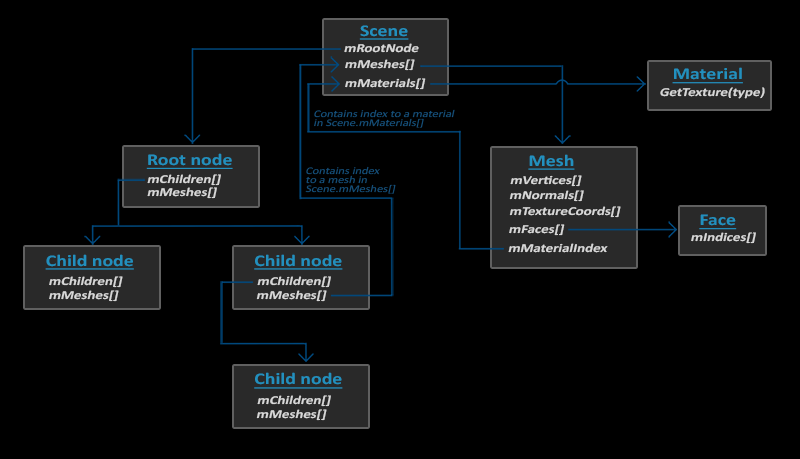 Scene
mRootNode
mMeshes[]
mMaterials[]
Material
GetTexture(type)
Contains index to a material
in Scene.mMaterials[]
Root node
mChildren[]
mMeshes[]
Contains index
to a mesh in
Scene.mMeshes[]
Mesh
mVertices[]
mNormals[]
mTextureCoords[]
mFaces[]
mMaterialIndex
Face
mIndices[]
Child node
mChildren[]
mMeshes[]
Child node
mChildren[]
mMeshes[]
Child node
mChildren[]
mMeshes[]